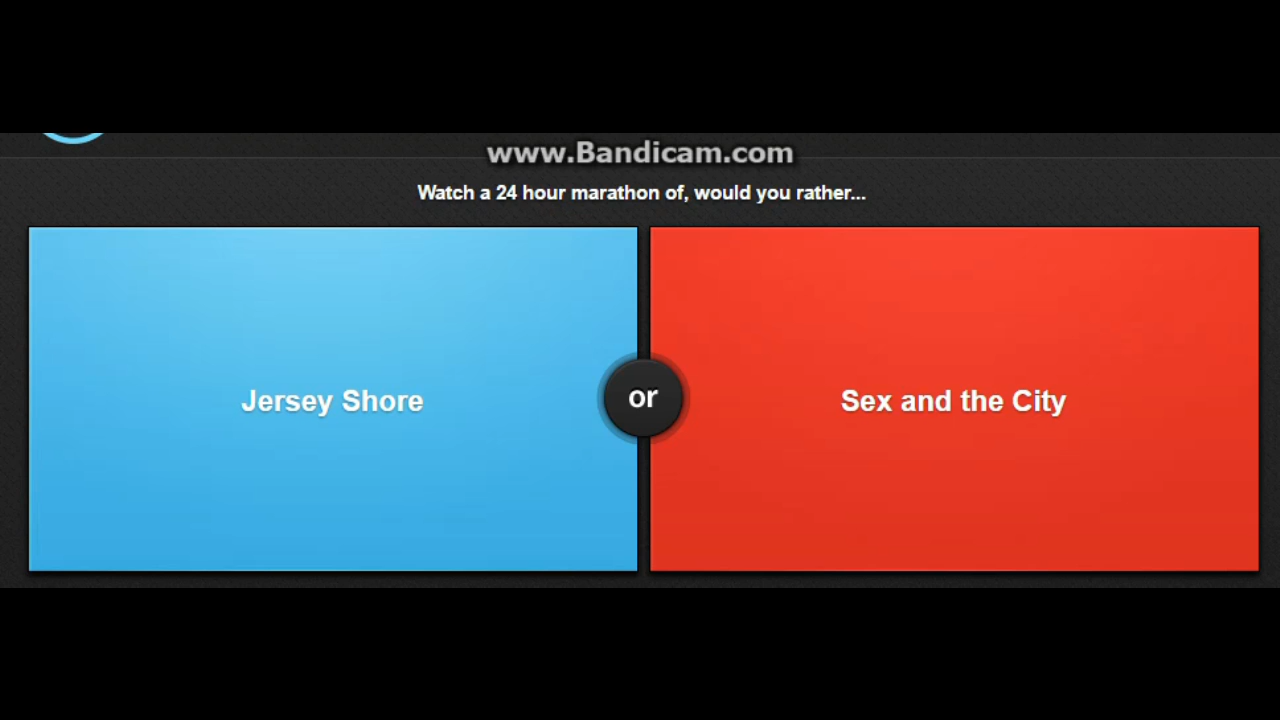 www.Bandicam.com
Watch a 24 hour marathon of, would you rather...
Jersey Shore
or
Sex and the City